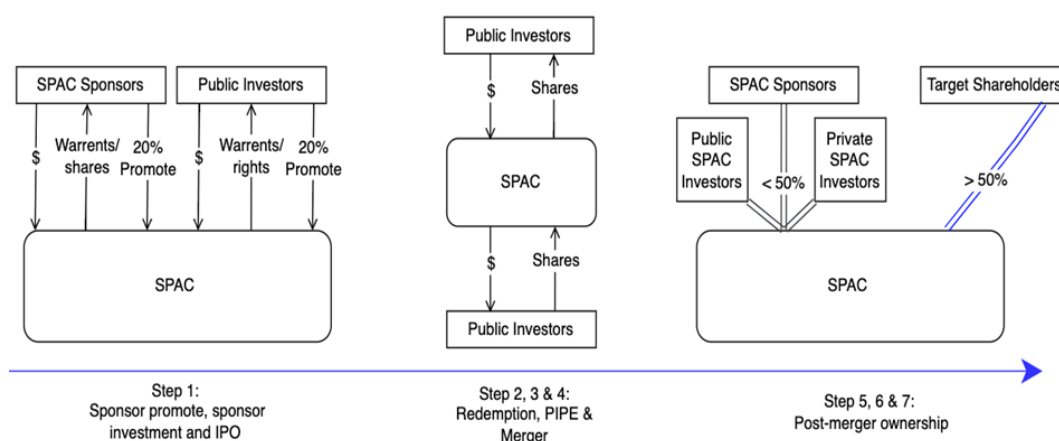 SPAC Sponsors
Public Investors
$
Warrents/
shares
20%
Promote
$
Warrents/
rights
20%
Promote
SPAC
Step 1:
Sponsor promote, sponsor
investment and IPO
Public Investors
$
Shares
SPAC
$
Shares
Public Investors
Step 2, 3 & 4:
Redemption, PIPE &
Merger
SPAC Sponsors
Target Shareholders
Public
SPAC
Investors
< 50%
Private
SPAC
Investors
> 50%
SPAC
Step 5, 6 & 7:
Post-merger ownership